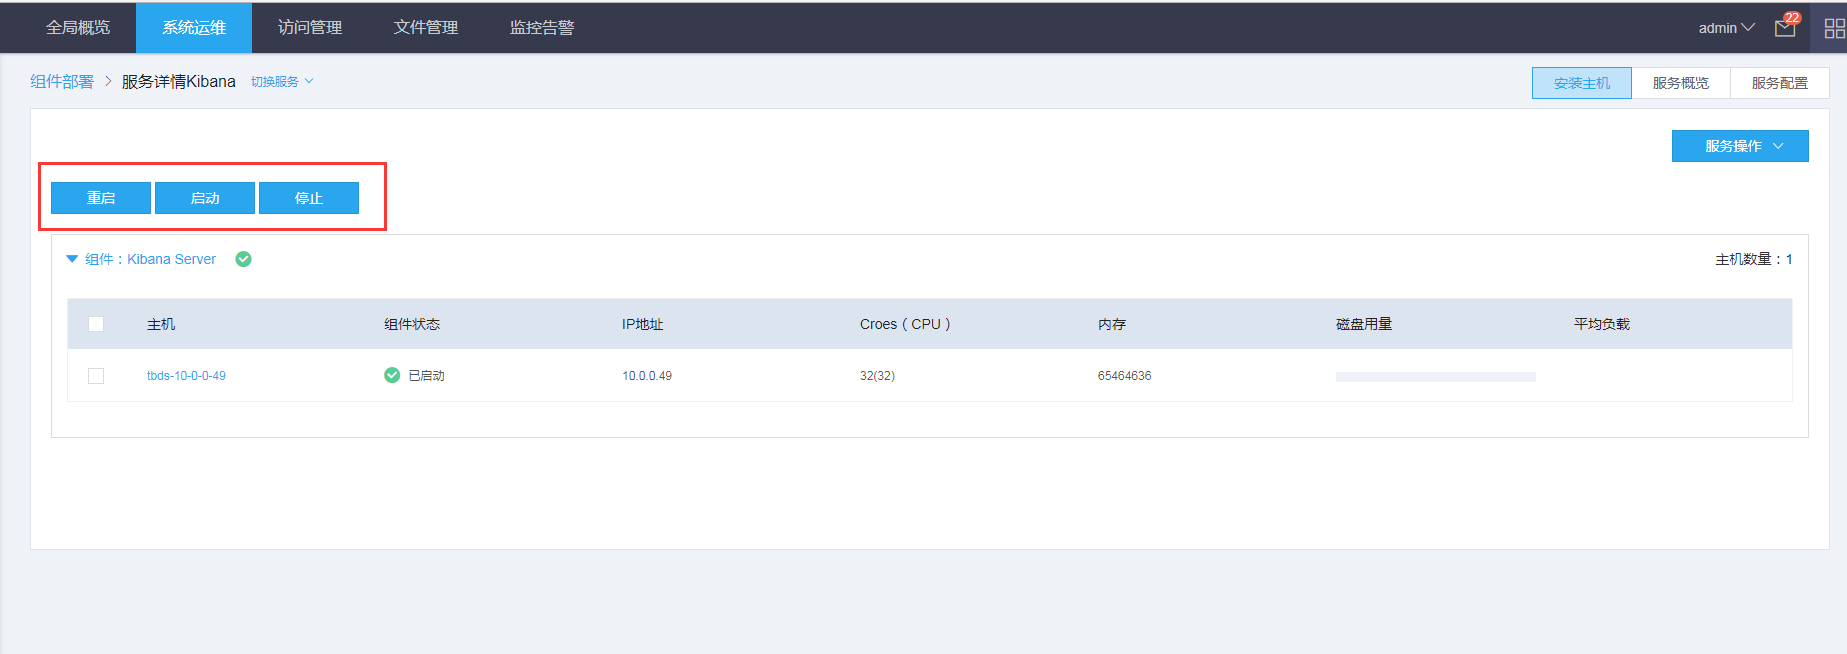 全局概览 系统运维 访问管理 文件管理 监控告警 admin 22
组件部署 > 服务详情Kibana 切换服务 安装主机 服务概览 服务配置
服务操作
重启 启动 停止
组件：Kibana Server 主机数量：1
主机 组件状态 IP地址 Croes（CPU） 内存 磁盘用量 平均负载
tbds-10-0-0-49 已启动 10.0.0.49 32(32) 65464636